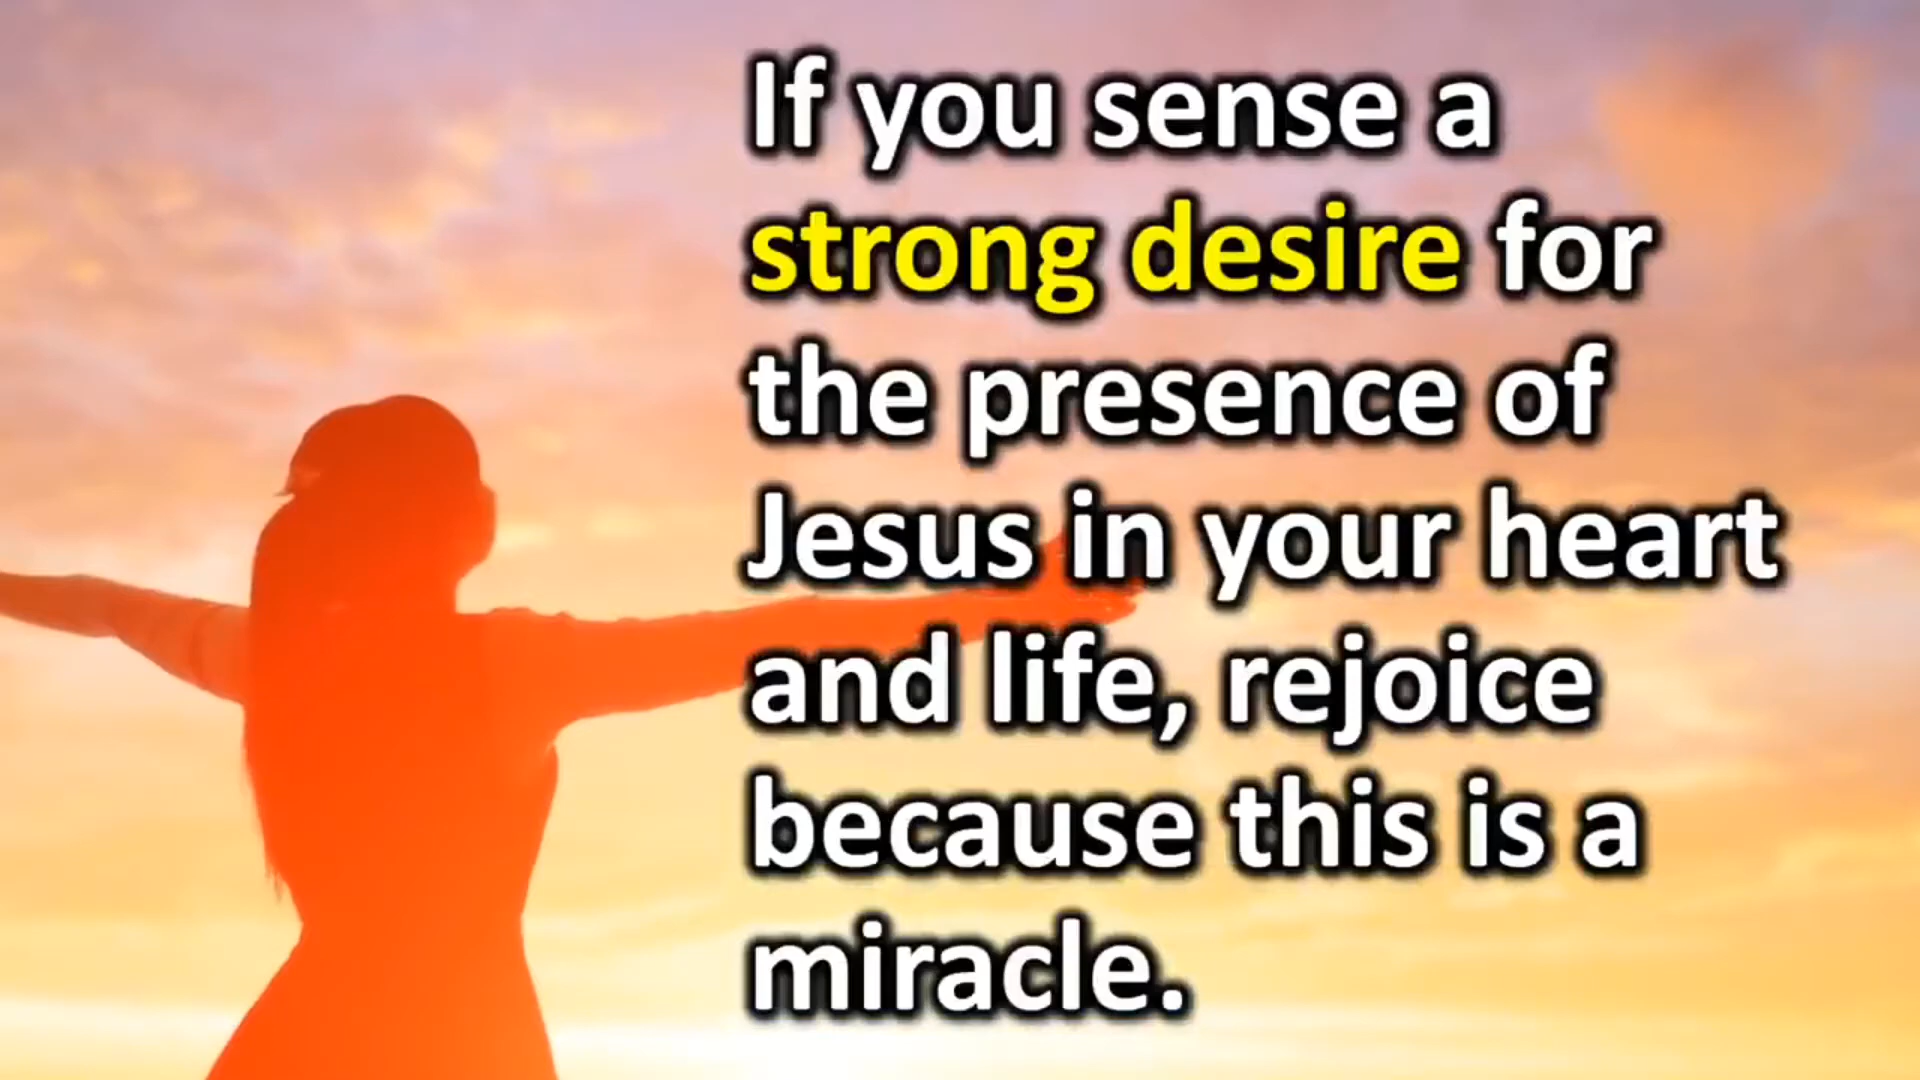 If you sense a
strong desire for
the presence of
Jesus in your heart
and life, rejoice
because this is a
miracle.